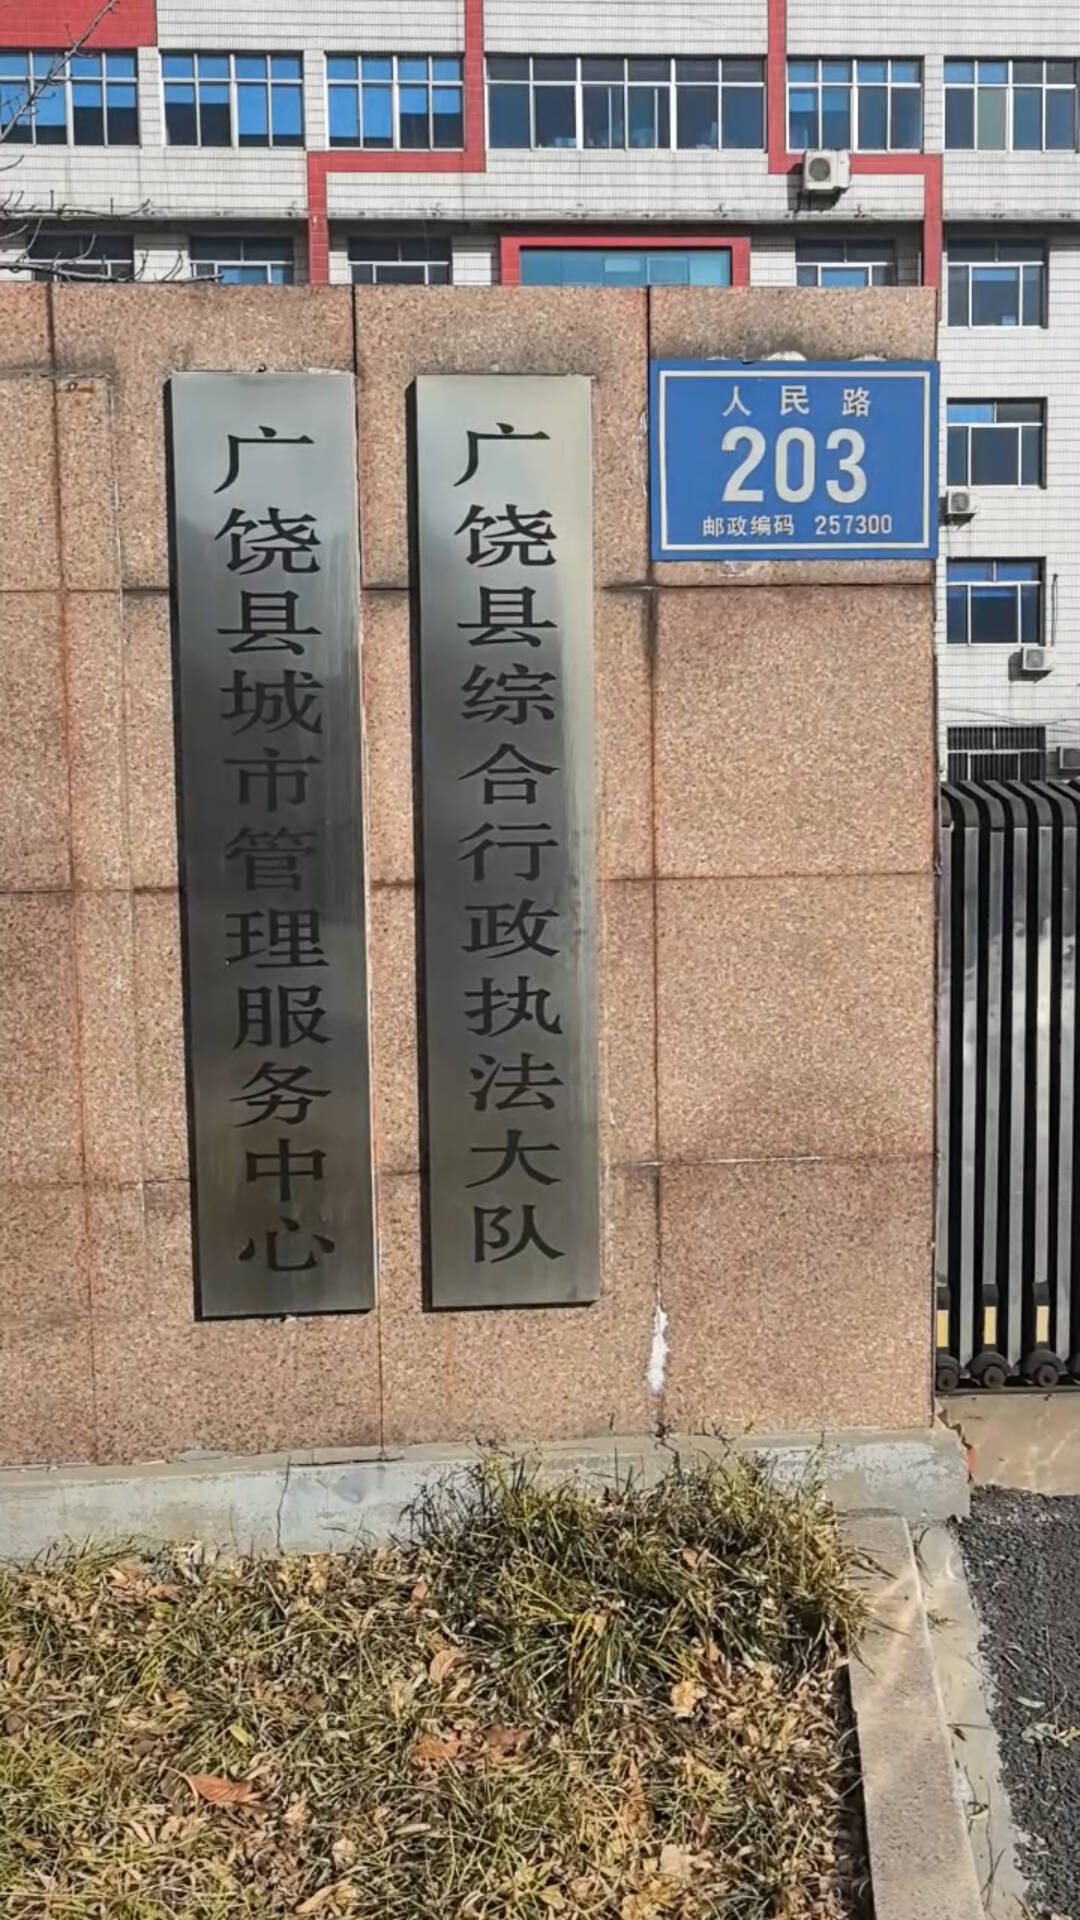 广饶县城市管理服务中心
广饶县综合行政执法大队
人民路
203
邮政编码 257300